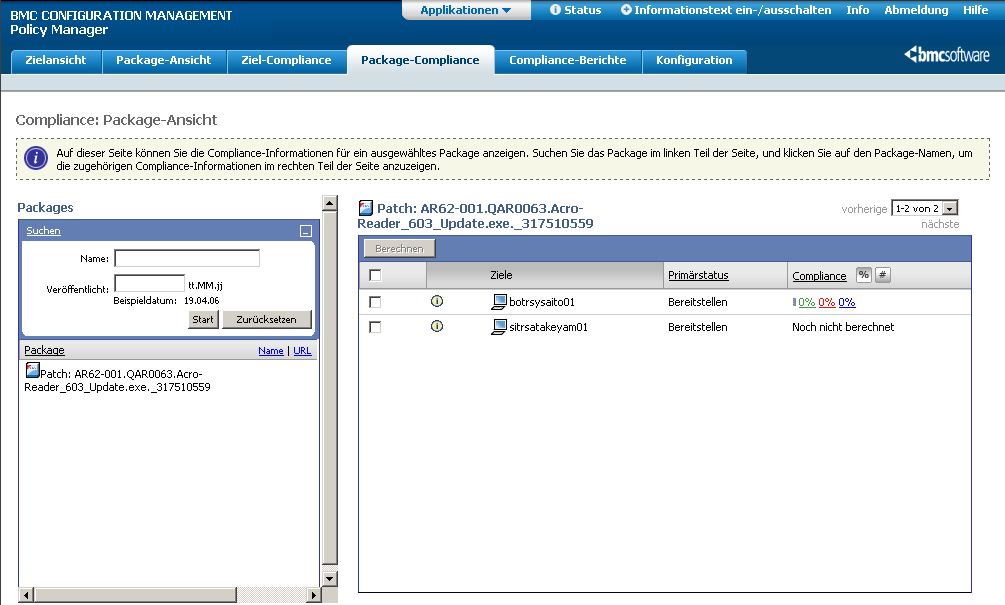 BMC CONFIGURATION MANAGEMENT
Policy Manager
Applikationen
Status
Informationstext ein-/ausschalten
Info
Abmeldung
Hilfe
Zielansicht
Package-Ansicht
Ziel-Compliance
Package-Compliance
Compliance-Berichte
Konfiguration
bmcsoftware
Compliance: Package-Ansicht
Auf dieser Seite können Sie die Compliance-Informationen für ein ausgewähltes Package anzeigen. Suchen Sie das Package im linken Teil der Seite, und klicken Sie auf den Package-Namen, um
die zugehörigen Compliance-Informationen im rechten Teil der Seite anzuzeigen.
Packages
Suchen
Name:
Veröffentlicht: tt.MM.jj
Beispieldatum: 19.04.06
Start
Zurücksetzen
Package
Name | URL
Patch: AR62-001.QAR0063.Acro-
Reader_603_Update.exe._317510559
Patch: AR62-001.QAR0063.Acro-
Reader_603_Update.exe._317510559
vorherige 1-2 von 2
nächste
Berechnen
Ziele Primärstatus Compliance % #
botrsysaito01 Bereitstellen 0% 0% 0%
sitrsatakeyam01 Bereitstellen Noch nicht berechnet